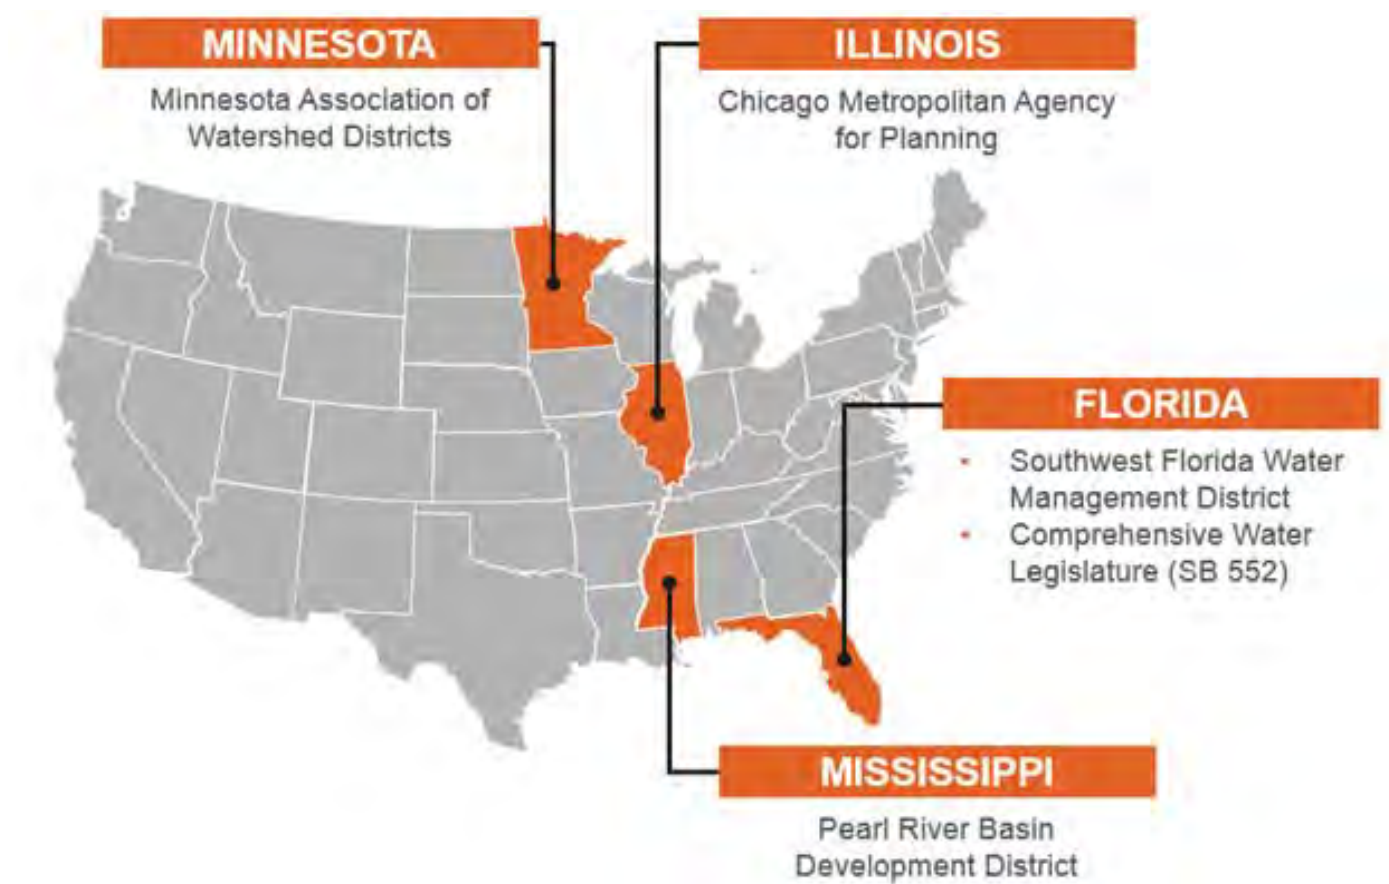 MINNESOTA
Minnesota Association of
Watershed Districts
ILLINOIS
Chicago Metropolitan Agency
for Planning
FLORIDA
• Southwest Florida Water
Management District
• Comprehensive Water
Legislature (SB 552)
MISSISSIPPI
Pearl River Basin
Development District